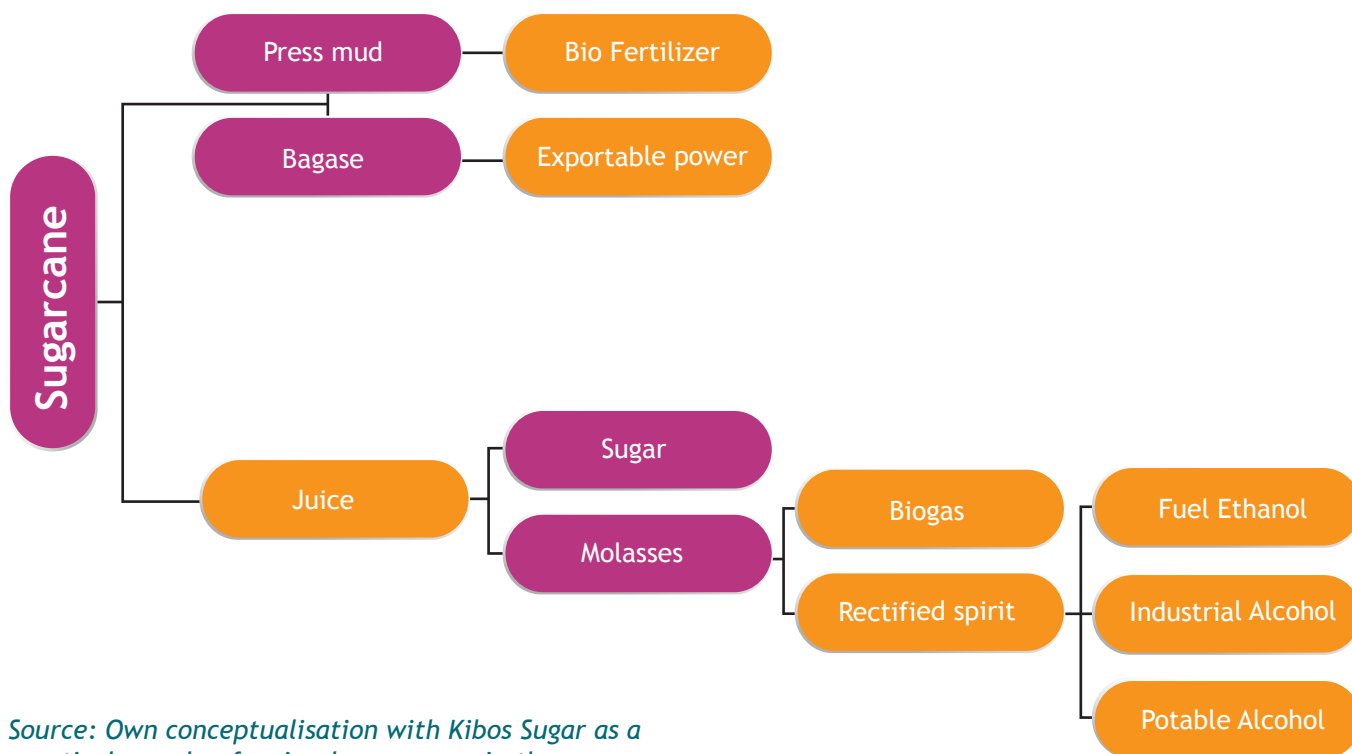 Press mud
Bio Fertilizer
Bagase
Exportable power
Sugarcane
Juice
Sugar
Molasses
Biogas
Rectified spirit
Fuel Ethanol
Industrial Alcohol
Potable Alcohol
Source: Own conceptualisation with Kibos Sugar as a